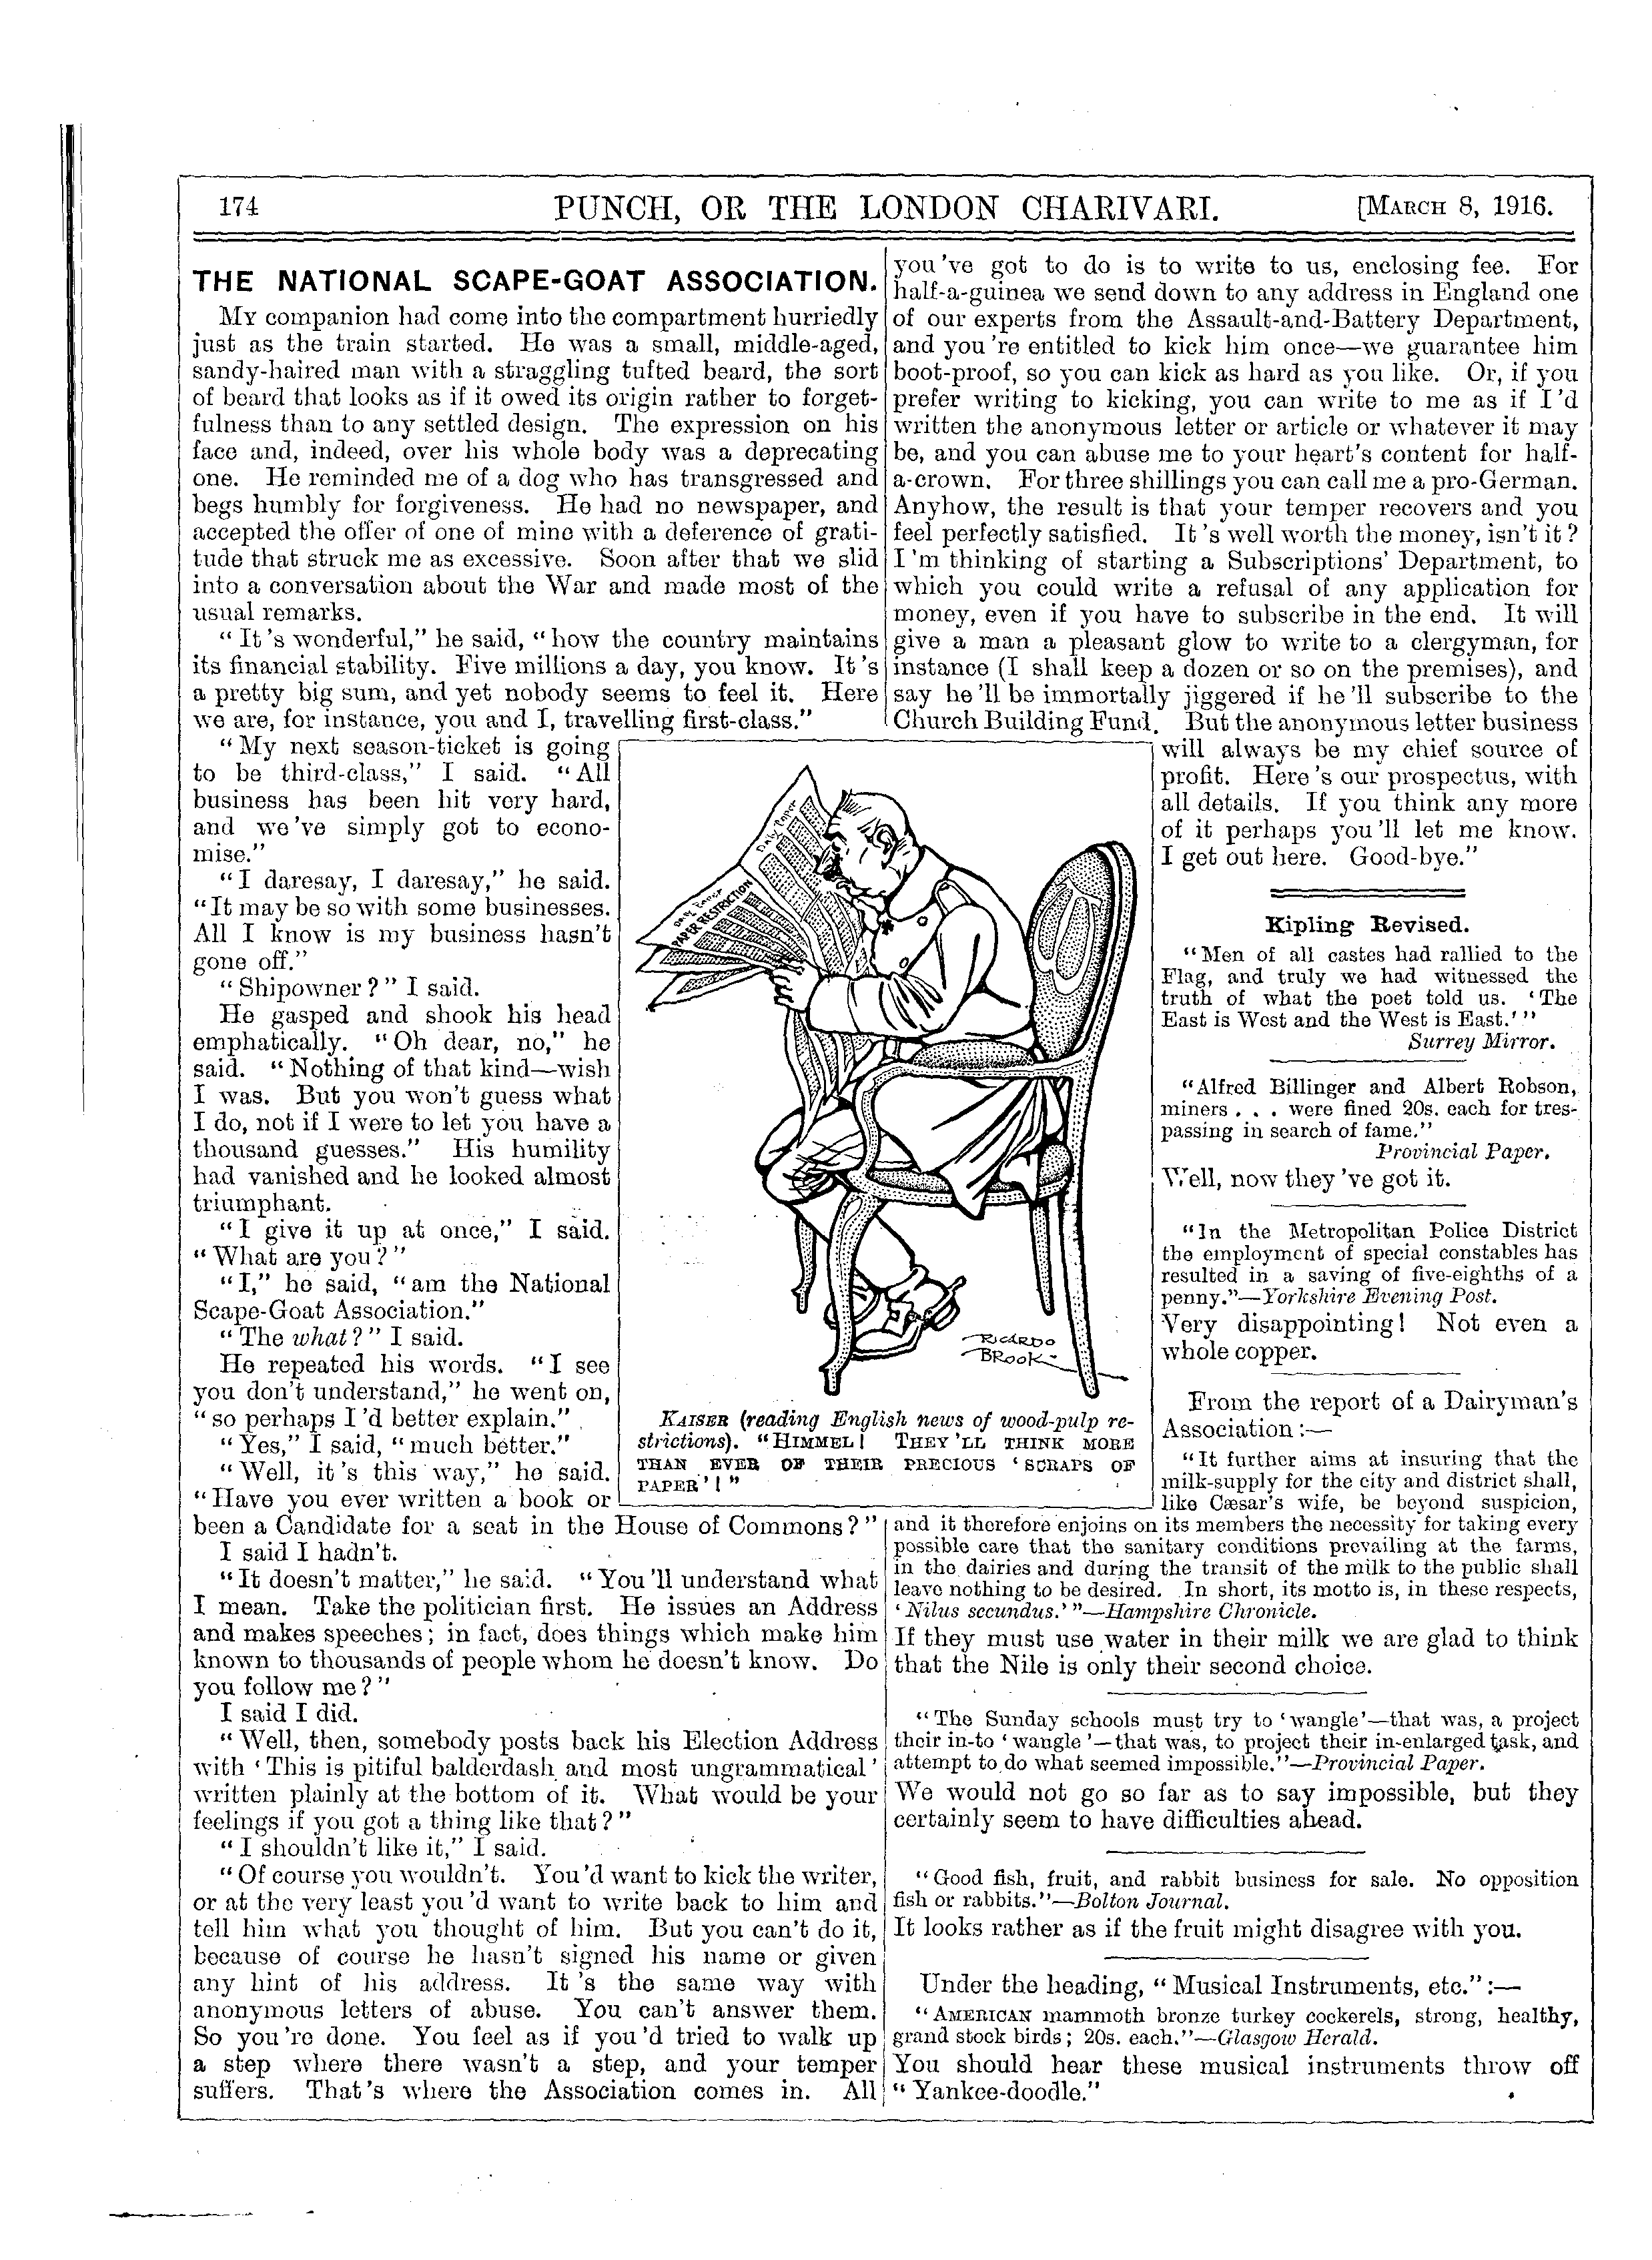 174
PUNCH, OR THE LONDON CHARIVARI.
[MARCH 8, 1916.
THE NATIONAL SCAPE-GOAT ASSOCIATION.
MY companion had come into the compartment hurriedly
just as the train started. He was a small, middle-aged,
sandy-haired man with a straggling tufted beard, the sort
of beard that looks as if it owed its origin rather to forget-
fulness than to any settled design. The expression on his
face and, indeed, over his whole body was a deprecating
one. He reminded me of a dog who has transgressed and
begs humbly for forgiveness. He had no newspaper, and
accepted the offer of one of mine with a deference of grati-
tude that struck me as excessive. Soon after that we slid
into a conversation about the War and made most of the
usual remarks.
"It's wonderful," he said, "how the country maintains
its financial stability. Five millions a day, you know. It's
a pretty big sum, and yet nobody seems to feel it. Here
we are, for instance, you and I, travelling first-class."
"My next season-ticket is going
to be third-class," I said. "All
business has been hit very hard,
and we've simply got to econo-
mise."
"I daresay, I daresay," he said.
"It may be so with some businesses.
All I know is my business hasn't
gone off."
"Shipowner?" I said.
He gasped and shook his head
emphatically. "Oh dear, no," he
said. "Nothing of that kind—wish
I was. But you won't guess what
I do, not if I were to let you have a
thousand guesses." His humility
had vanished and he looked almost
triumphant.
"I give it up at once," I said.
"What are you?"
"I," he said, "am the National
Scape-Goat Association."
"The what?" I said.
He repeated his words. "I see
you don't understand," he went on,
"so perhaps I'd better explain."
"Yes," I said, "much better."
"Well, it's this way," he said.
"Have you ever written a book or
been a Candidate for a seat in the House of Commons?"
I said I hadn't.
"It doesn't matter," he said. "You'll understand what
I mean. Take the politician first. He issues an Address
and makes speeches; in fact, does things which make him
known to thousands of people whom he doesn't know. Do
you follow me?"
I said I did.
"Well, then, somebody posts back his Election Address
with 'This is pitiful balderdash and most ungrammatical'
written plainly at the bottom of it. What would be your
feelings if you got a thing like that?"
"I shouldn't like it," I said.
"Of course you wouldn't. You'd want to kick the writer,
or at the very least you'd want to write back to him and
tell him what you thought of him. But you can't do it,
because of course he hasn't signed his name or given
any hint of his address. It's the same way with
anonymous letters of abuse. You can't answer them.
So you're done. You feel as if you'd tried to walk up
a step where there wasn't a step, and your temper
suffers. That's where the Association comes in. All
you've got to do is to write to us, enclosing fee. For
half-a-guinea we send down to any address in England one
of our experts from the Assault-and-Battery Department,
and you're entitled to kick him once—we guarantee him
boot-proof, so you can kick as hard as you like. Or, if you
prefer writing to kicking, you can write to me as if I'd
written the anonymous letter or article or whatever it may
be, and you can abuse me to your heart's content for half-
a-crown. For three shillings you can call me a pro-German.
Anyhow, the result is that your temper recovers and you
feel perfectly satisfied. It's well worth the money, isn't it?
I'm thinking of starting a Subscriptions' Department, to
which you could write a refusal of any application for
money, even if you have to subscribe in the end. It will
give a man a pleasant glow to write to a clergyman, for
instance (I shall keep a dozen or so on the premises), and
say he'll be immortally jiggered if he'll subscribe to the
Church Building Fund. But the anonymous letter business
will always be my chief source of
profit. Here's our prospectus, with
all details. If you think any more
of it perhaps you'll let me know.
I get out here. Good-bye."
Daily Paper
DAILY PAPER
PAPER RESTRICTION
RICARDO
BROOK
KAISER (reading English news of wood-pulp re-
strictions). "HIMMEL! THEY'LL THINK MORE
THAN EVER OF THEIR PRECIOUS 'SCRAPS OF
PAPER'!"
Kipling Revised.
"Men of all castes had rallied to the
Flag, and truly we had witnessed the
truth of what the poet told us. 'The
East is West and the West is East.'"
Surrey Mirror.
"Alfred Billinger and Albert Robson,
miners . . . were fined 20s. each for tres-
passing in search of fame."
Provincial Paper.
Well, now they've got it.
"In the Metropolitan Police District
the employment of special constables has
resulted in a saving of five-eighths of a
penny."—Yorkshire Evening Post.
Very disappointing! Not even a
whole copper.
From the report of a Dairyman's
Association:—
"It further aims at insuring that the
milk-supply for the city and district shall,
like Cæsar's wife, be beyond suspicion,
and it therefore enjoins on its members the necessity for taking every
possible care that the sanitary conditions prevailing at the farms,
in the dairies and during the transit of the milk to the public shall
leave nothing to be desired. In short, its motto is, in these respects,
'Nilus secundus.'"—Hampshire Chronicle.
If they must use water in their milk we are glad to think
that the Nile is only their second choice.
"The Sunday schools must try to 'wangle'—that was, a project
their in-to 'wangle'—that was, to project their in-enlarged task, and
attempt to do what seemed impossible."—Provincial Paper.
We would not go so far as to say impossible, but they
certainly seem to have difficulties ahead.
"Good fish, fruit, and rabbit business for sale. No opposition
fish or rabbits."—Bolton Journal.
It looks rather as if the fruit might disagree with you.
Under the heading, "Musical Instruments, etc.":—
"AMERICAN mammoth bronze turkey cockerels, strong, healthy,
grand stock birds; 20s. each."—Glasgow Herald.
You should hear these musical instruments throw off
"Yankee-doodle."